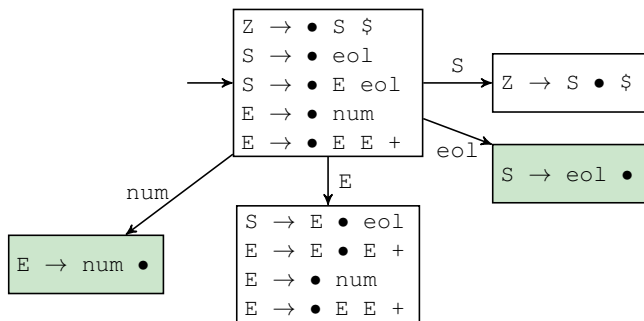 Z → • S $
S → • eol
S → • E eol
E → • num
E → • E E +
S
Z → S • $
eol
S → eol •
num
E
E → num •
S → E • eol
E → E • E +
E → • num
E → • E E +